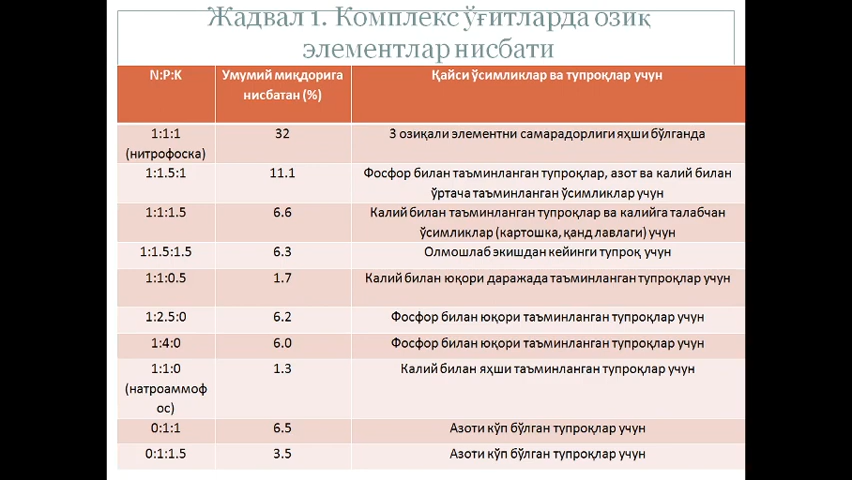 Жадвал 1. Комплекс ўғитларда озиқ
элементлар нисбати
N:P:K Умумий миқдорига нисбатан (%) Қайси ўсимликлар ва тупроқлар учун
1:1:1 (нитрофоска) 32 3 озиқали элементни самарадорлиги яҳши бўлганда
1:1.5:1 11.1 Фосфор билан таъминланган тупроқлар, азот ва калий билан
ўртача таъминланган ўсимликлар учун
1:1:1.5 6.6 Калий билан таъминланган тупроқлар ва калийга талабчан
ўсимликлар (картошка, қанд лавлаги) учун
1:1.5:1.5 6.3 Олмошлаб экишдан кейинги тупроқ учун
1:1:0.5 1.7 Калий билан юқори даражада таъминланган тупроқлар учун
1:2.5:0 6.2 Фосфор билан юқори таъминланган тупроқлар учун
1:4:0 6.0 Фосфор билан юқори таъминланган тупроқлар учун
1:1:0 (натроаммофос) 1.3 Калий билан яҳши таъминланган тупроқлар учун
0:1:1 6.5 Азоти кўп бўлган тупроқлар учун
0:1:1.5 3.5 Азоти кўп бўлган тупроқлар учун